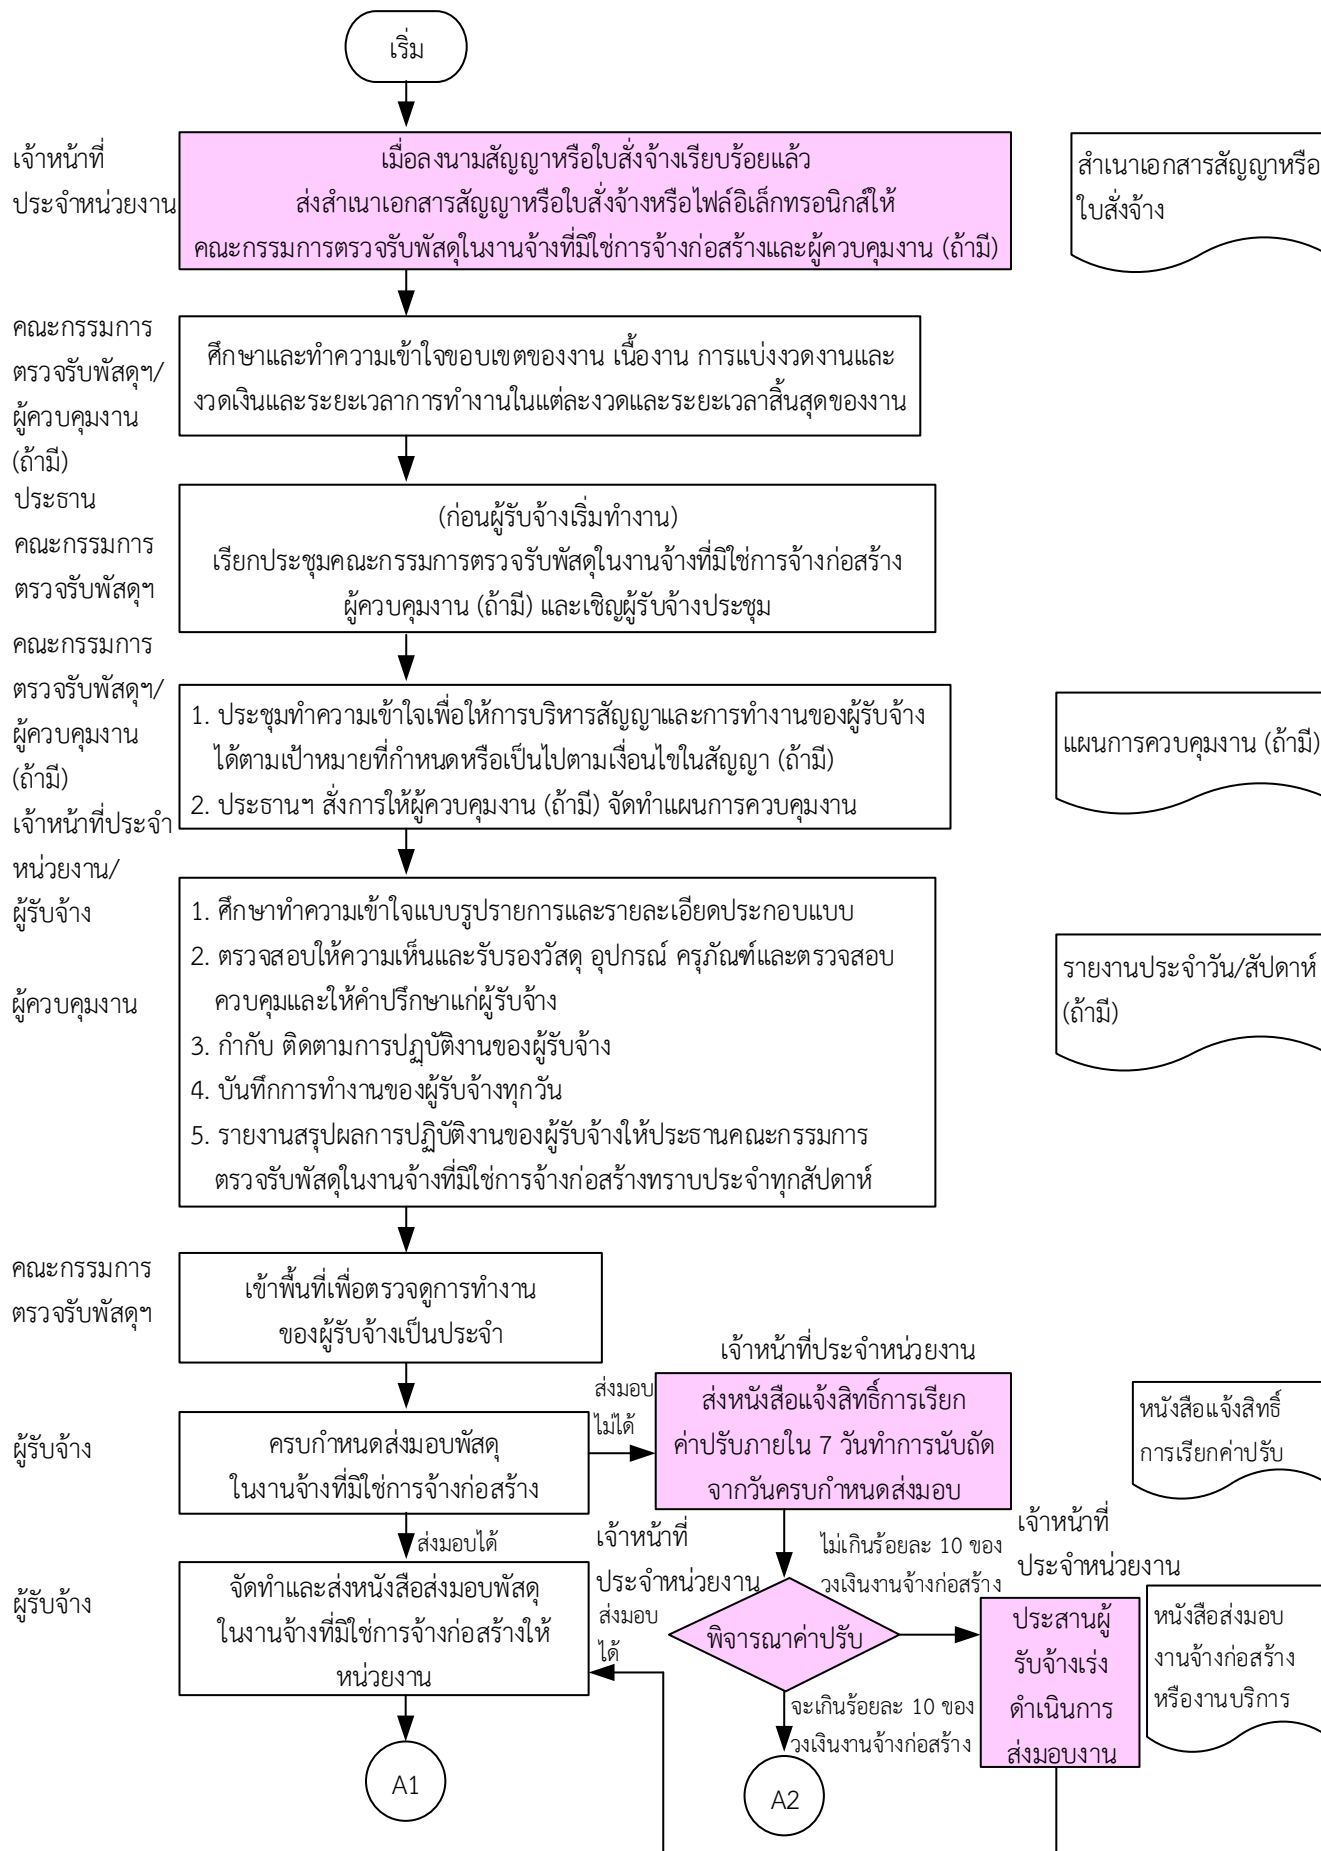 เริ่ม
เจ้าหน้าที่
ประจำหน่วยงาน
เมื่อลงนามสัญญาหรือใบสั่งจ้างเรียบร้อยแล้ว
ส่งสำเนาเอกสารสัญญาหรือใบสั่งจ้างหรือไฟล์อิเล็กทรอนิกส์ให้
คณะกรรมการตรวจรับพัสดุในงานจ้างที่มิใช่การจ้างก่อสร้างและผู้ควบคุมงาน (ถ้ามี)
สำเนาเอกสารสัญญาหรือ
ใบสั่งจ้าง
คณะกรรมการ
ตรวจรับพัสดุฯ/
ผู้ควบคุมงาน
(ถ้ามี)
ศึกษาและทำความเข้าใจขอบเขตของงาน เนื้องาน การแบ่งงวดงานและ
งวดเงินและระยะเวลาการทำงานในแต่ละงวดและระยะเวลาสิ้นสุดของงาน
ประธาน
คณะกรรมการ
ตรวจรับพัสดุฯ
(ก่อนผู้รับจ้างเริ่มทำงาน)
เรียกประชุมคณะกรรมการตรวจรับพัสดุในงานจ้างที่มิใช่การจ้างก่อสร้าง
ผู้ควบคุมงาน (ถ้ามี) และเชิญผู้รับจ้างประชุม
คณะกรรมการ
ตรวจรับพัสดุฯ/
ผู้ควบคุมงาน
(ถ้ามี)
เจ้าหน้าที่ประจำ
หน่วยงาน/
ผู้รับจ้าง
1. ประชุมทำความเข้าใจเพื่อให้การบริหารสัญญาและการทำงานของผู้รับจ้าง
ได้ตามเป้าหมายที่กำหนดหรือเป็นไปตามเงื่อนไขในสัญญา (ถ้ามี)
2. ประธานฯ สั่งการให้ผู้ควบคุมงาน (ถ้ามี) จัดทำแผนการควบคุมงาน
แผนการควบคุมงาน (ถ้ามี)
ผู้ควบคุมงาน
1. ศึกษาทำความเข้าใจแบบรูปรายการและรายละเอียดประกอบแบบ
2. ตรวจสอบให้ความเห็นและรับรองวัสดุ อุปกรณ์ ครุภัณฑ์และตรวจสอบ
ควบคุมและให้คำปรึกษาแก่ผู้รับจ้าง
3. กำกับ ติดตามการปฏฺบัติงานของผู้รับจ้าง
4. บันทึกการทำงานของผู้รับจ้างทุกวัน
5. รายงานสรุปผลการปฏิบัติงานของผู้รับจ้างให้ประธานคณะกรรมการ
ตรวจรับพัสดุในงานจ้างที่มิใช่การจ้างก่อสร้างทราบประจำทุกสัปดาห์
รายงานประจำวัน/สัปดาห์
(ถ้ามี)
คณะกรรมการ
ตรวจรับพัสดุฯ
เข้าพื้นที่เพื่อตรวจดูการทำงาน
ของผู้รับจ้างเป็นประจำ
ผู้รับจ้าง
ครบกำหนดส่งมอบพัสดุ
ในงานจ้างที่มิใช่การจ้างก่อสร้าง
ส่งมอบ
ไม่ได้
เจ้าหน้าที่ประจำหน่วยงาน
ส่งหนังสือแจ้งสิทธิ์การเรียก
ค่าปรับภายใน 7 วันทำการนับถัด
จากวันครบกำหนดส่งมอบ
หนังสือแจ้งสิทธิ์
การเรียกค่าปรับ
ส่งมอบได้
ผู้รับจ้าง
จัดทำและส่งหนังสือส่งมอบพัสดุ
ในงานจ้างที่มิใช่การจ้างก่อสร้างให้
หน่วยงาน
เจ้าหน้าที่
ประจำหน่วยงาน
ส่งมอบ
ได้
พิจารณาค่าปรับ
ไม่เกินร้อยละ 10 ของ
วงเงินงานจ้างก่อสร้าง
จะเกินร้อยละ 10 ของ
วงเงินงานจ้างก่อสร้าง
เจ้าหน้าที่
ประจำหน่วยงาน
ประสานผู้
รับจ้างเร่ง
ดำเนินการ
ส่งมอบงาน
หนังสือส่งมอบ
งานจ้างก่อสร้าง
หรืองานบริการ
A1
A2